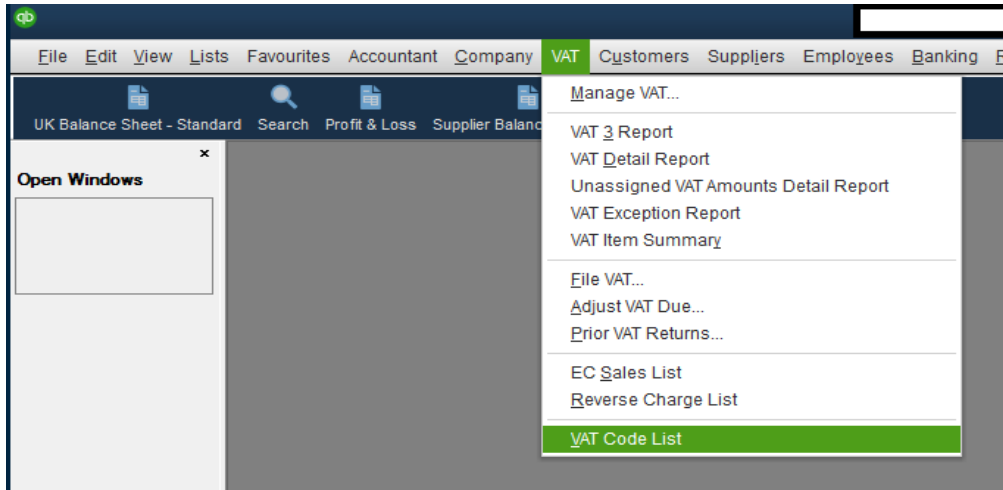 qb
File Edit View Lists Favourites Accountant Company VAT Customers Suppliers Employees Banking
UK Balance Sheet - Standard Search Profit & Loss Supplier Balanc
Manage VAT...
VAT 3 Report
VAT Detail Report
Unassigned VAT Amounts Detail Report
VAT Exception Report
VAT Item Summary
File VAT...
Adjust VAT Due...
Prior VAT Returns...
EC Sales List
Reverse Charge List
VAT Code List
x
Open Windows